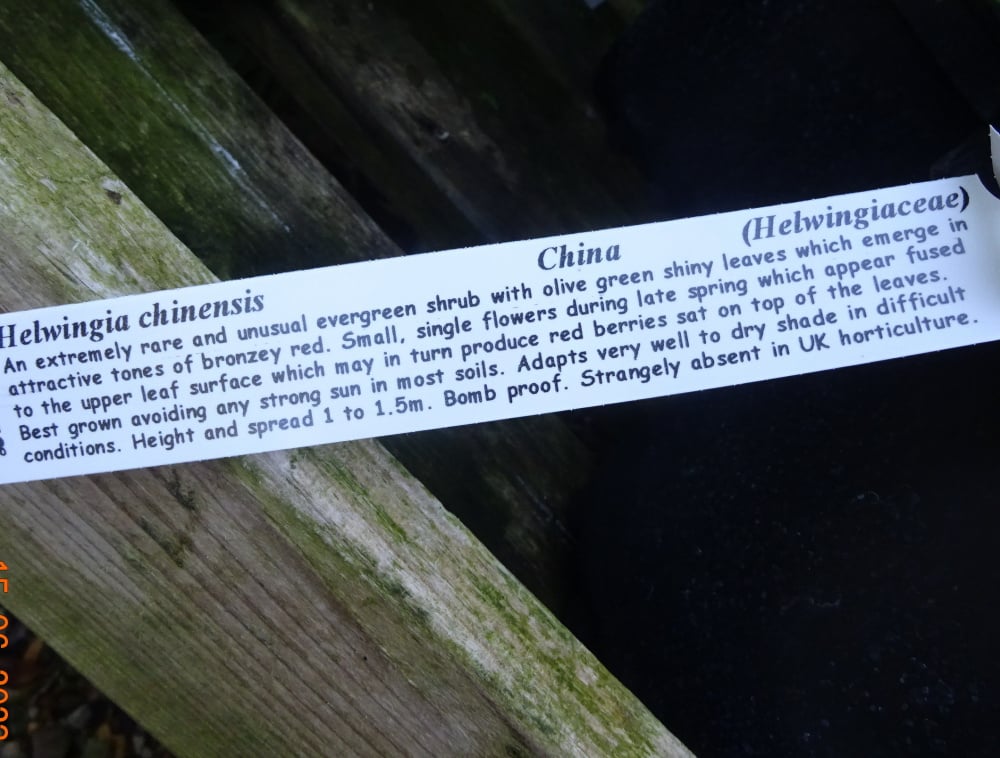 Helwingia chinensis China (Helwingiaceae)
An extremely rare and unusual evergreen shrub with olive green shiny leaves which emerge in
attractive tones of bronzey red. Small, single flowers during late spring which appear fused
to the upper leaf surface which may in turn produce red berries sat on top of the leaves.
Best grown avoiding any strong sun in most soils. Adapts very well to dry shade in difficult
conditions. Height and spread 1 to 1.5m. Bomb proof. Strangely absent in UK horticulture.